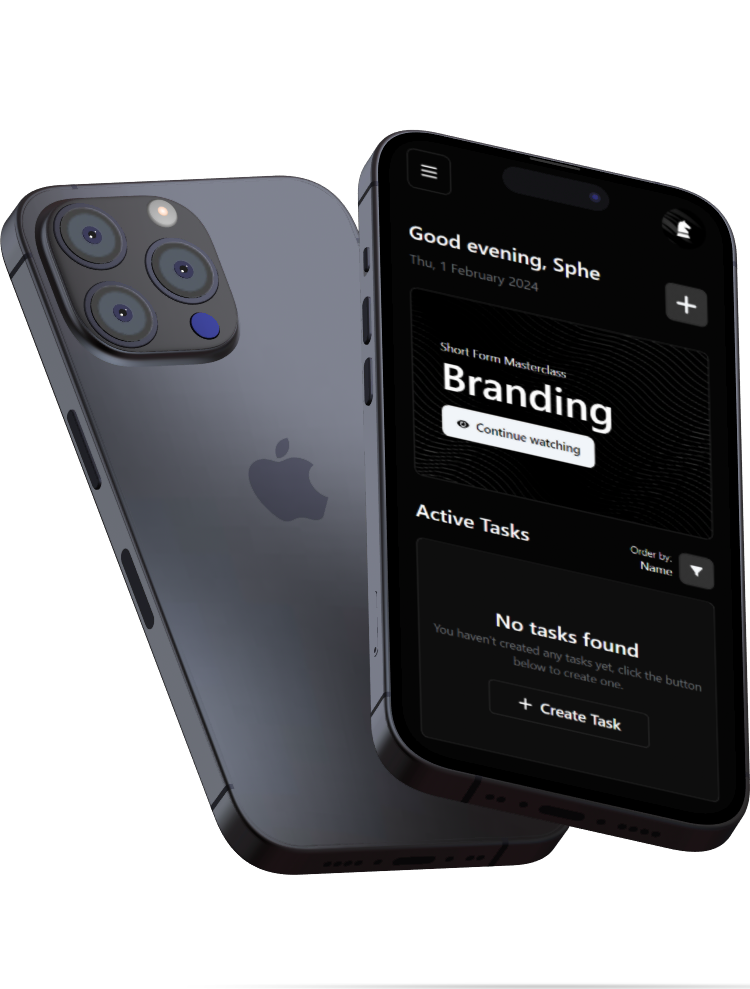 Good evening, Sphe
Thu, 1 February 2024
Short Form Masterclass
Branding
Continue watching
Active Tasks
Order by:
Name
No tasks found
You haven't created any tasks yet, click the button
below to create one.
Create Task